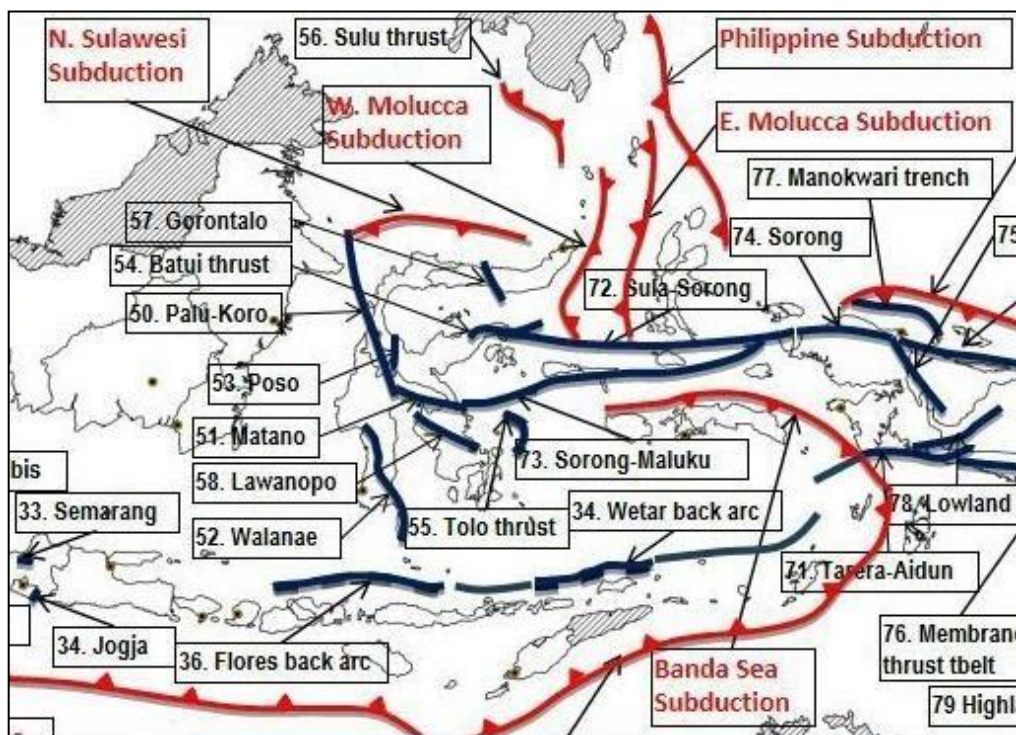 N. Sulawesi
Subduction
56. Sulu thrust
Philippine Subduction
W. Molucca
Subduction
E. Molucca Subduction
77. Manokwari trench
57. Gorontalo
74. Sorong
75
54. Batui thrust
72. Sula-Sorong
50. Palu-Koro
53. Poso
51. Matano
73. Sorong-Maluku
bis
58. Lawanopo
33. Semarang
55. Tolo thrust
34. Wetar back arc
78. Lowland
52. Walanae
71. Tarera-Aidun
34. Jogja
36. Flores back arc
Banda Sea
Subduction
76. Membrano
thrust tbelt
79 Highl